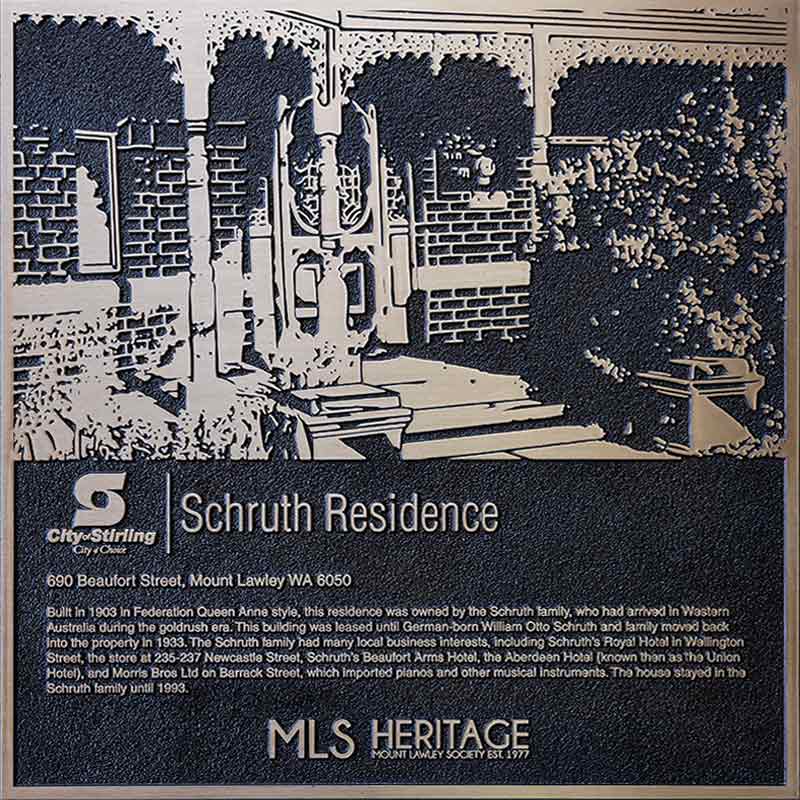 City of Stirling
City of Choice
Schruth Residence
690 Beaufort Street, Mount Lawley WA 6050
Built in 1903 in Federation Queen Anne style, this residence was owned by the Schruth family, who had arrived in Western
Australia during the goldrush era. This building was leased until German-born William Otto Schruth and family moved back
into the property in 1933. The Schruth family had many local business interests, including Schruth's Royal Hotel in Wellington
Street, the store at 235-237 Newcastle Street, Schruth's Beaufort Arms Hotel, the Aberdeen Hotel (known then as the Union
Hotel), and Morris Bros Ltd on Barrack Street, which imported pianos and other musical instruments. The house stayed in the
Schruth family until 1993.
MLS HERITAGE
MOUNT LAWLEY SOCIETY EST. 1977